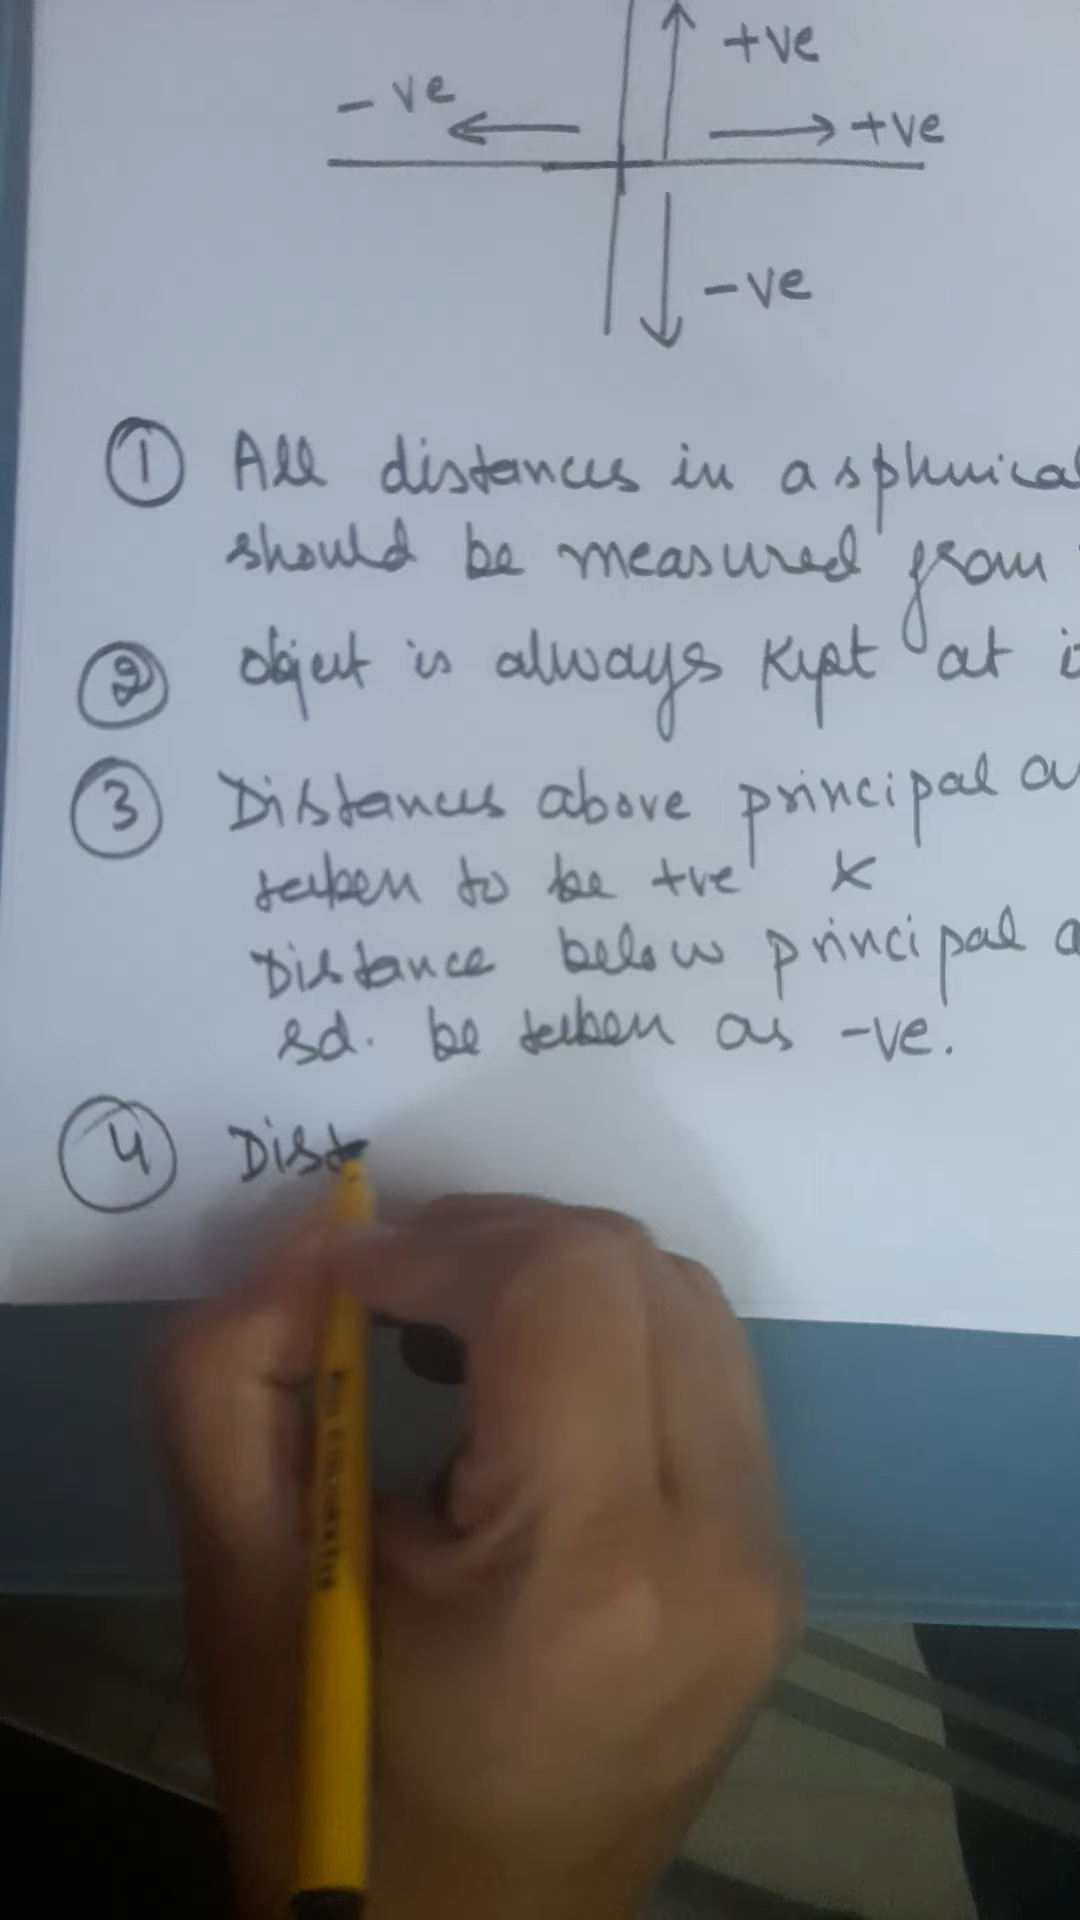 +ve
-ve
+ve
-ve
① All distances in a spherical
should be measured from
② object is always kept at
③ Distances above principal
taken to be +ve &
Distance below principal
sd. be taken as -ve.
④ Dist